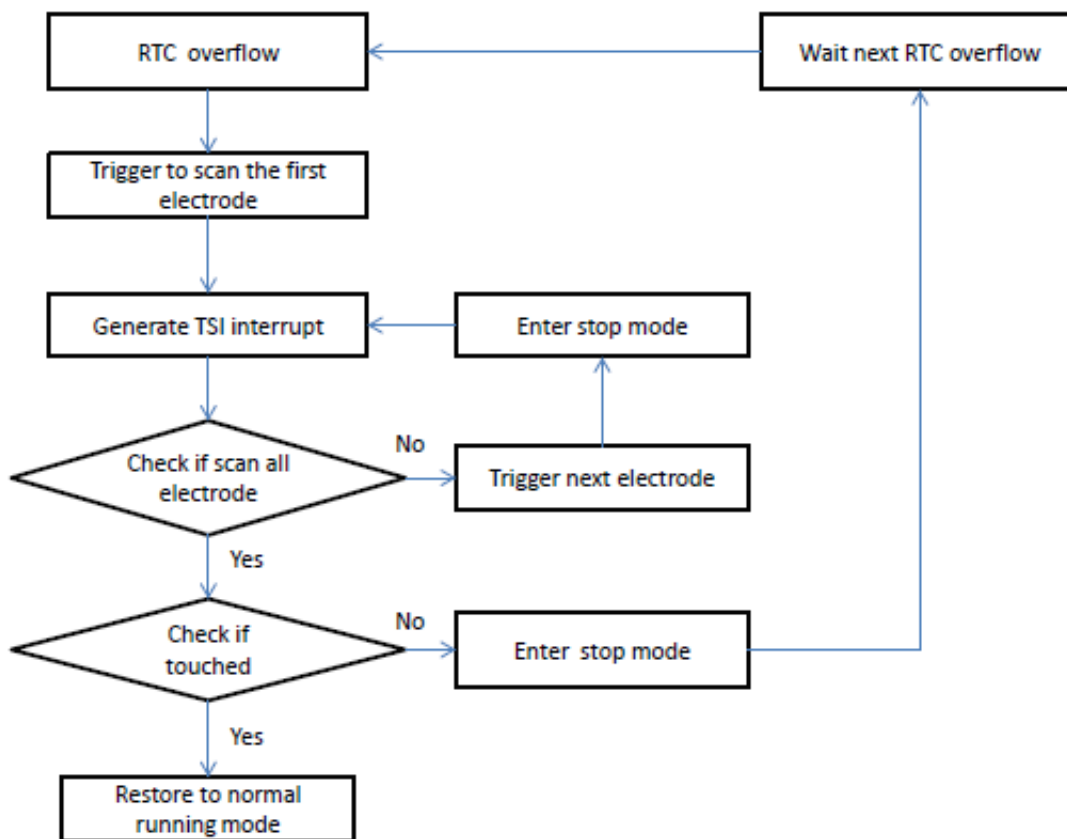 RTC overflow
Wait next RTC overflow
Trigger to scan the first
electrode
Generate TSI interrupt
Enter stop mode
Check if scan all
electrode
No
Trigger next electrode
Yes
Check if
touched
No
Enter stop mode
Yes
Restore to normal
running mode